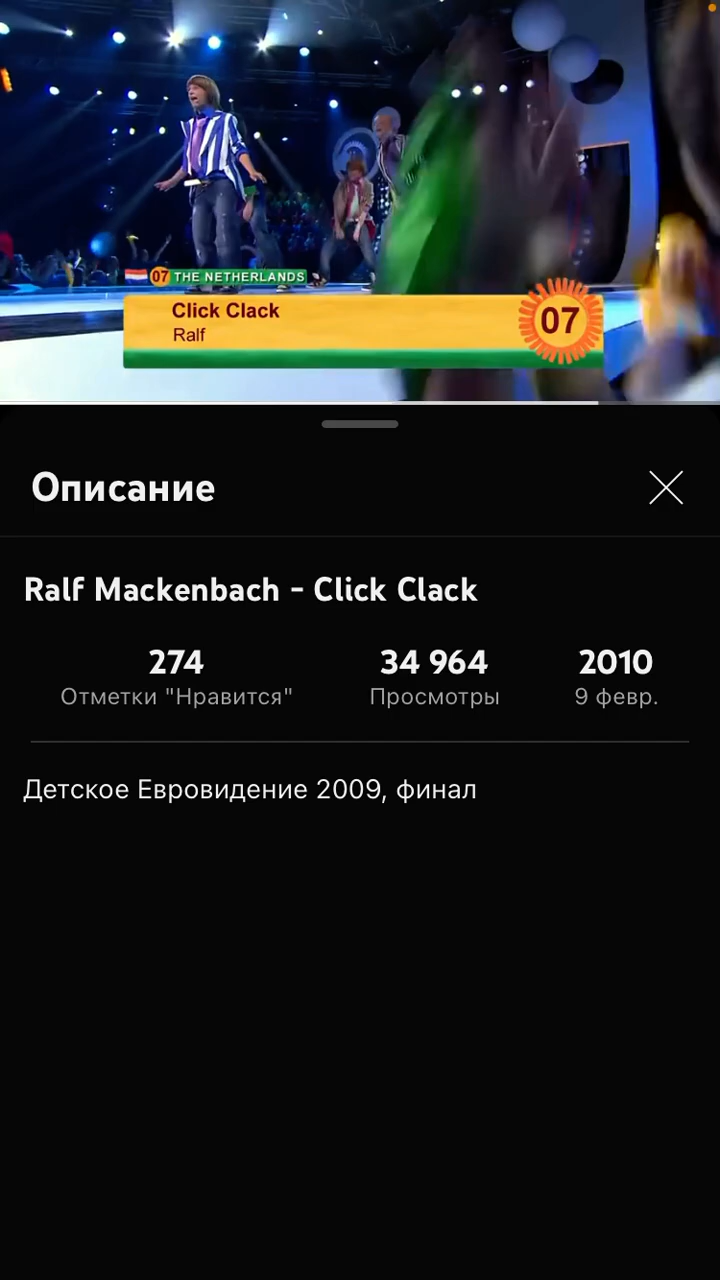 07 THE NETHERLANDS
Click Clack
Ralf
07
Описание
Ralf Mackenbach - Click Clack
274 34 964 2010
Отметки "Нравится" Просмотры 9 февр.
Детское Евровидение 2009, финал